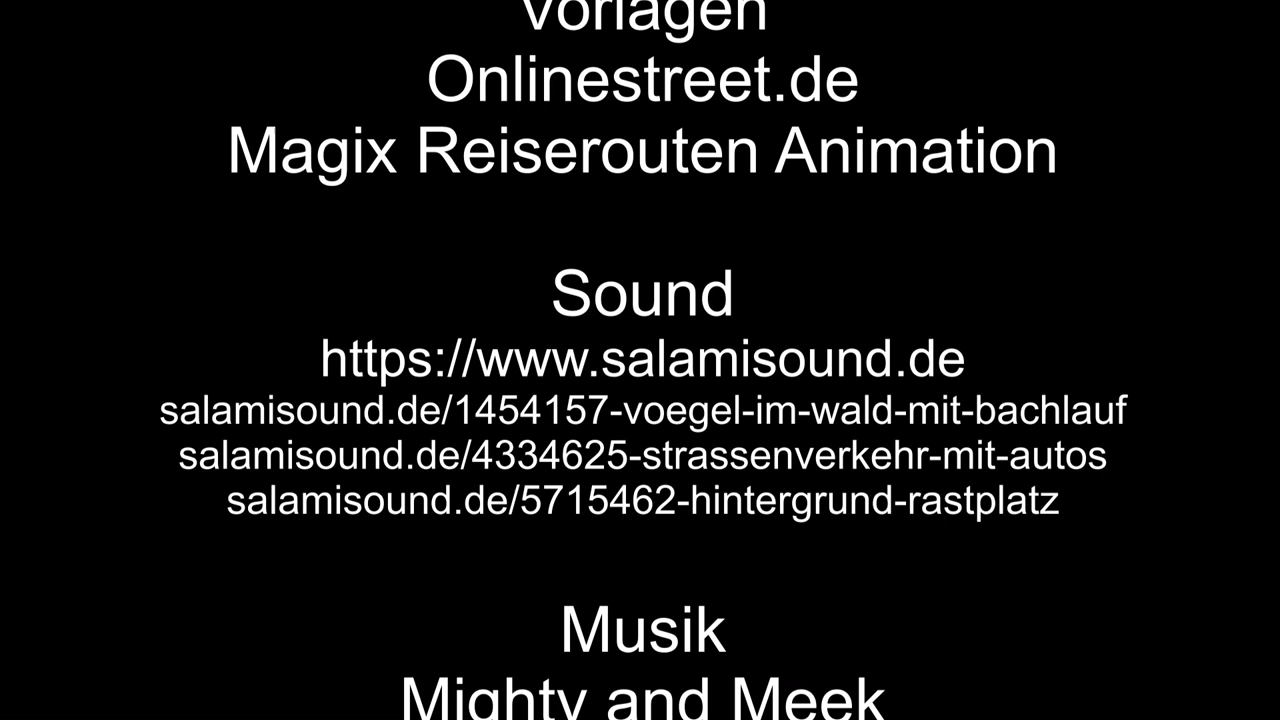 Vorlagen
Onlinestreet.de
Magix Reiserouten Animation
Sound
https://www.salamisound.de
salamisound.de/1454157-voegel-im-wald-mit-bachlauf
salamisound.de/4334625-strassenverkehr-mit-autos
salamisound.de/5715462-hintergrund-rastplatz
Musik
Mighty and Meek